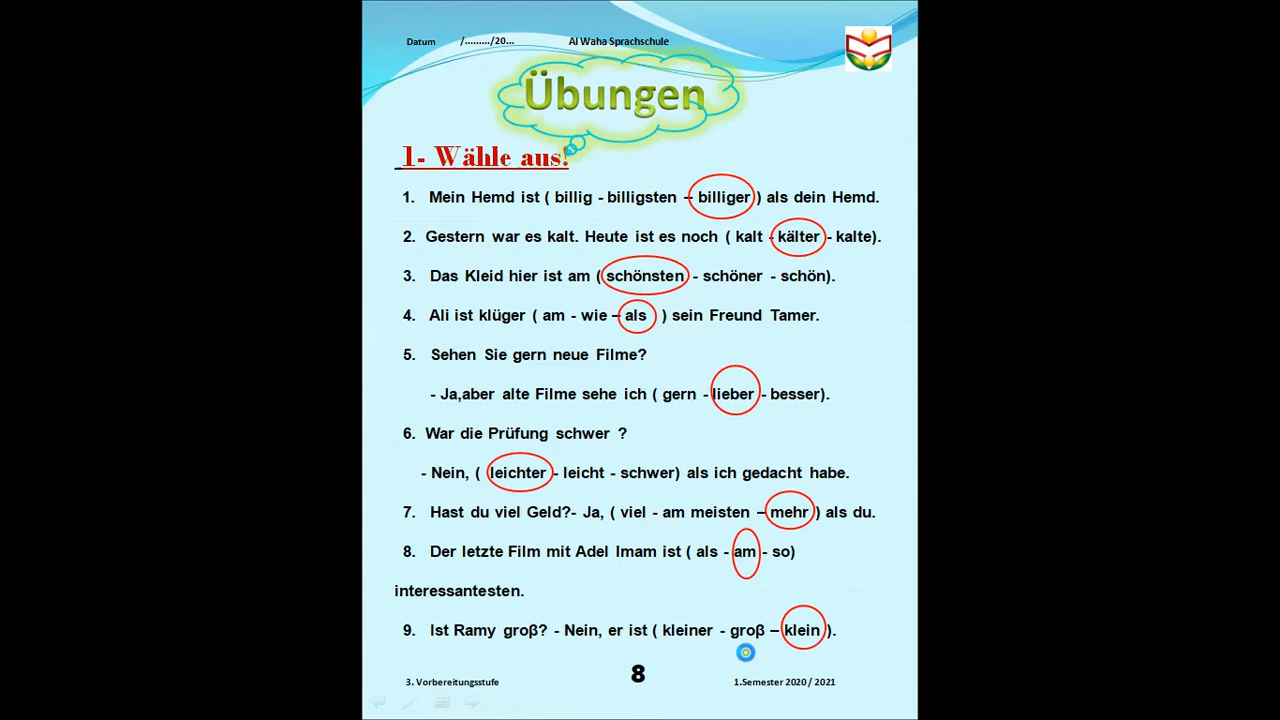 Datum /........./20... Al Waha Sprachschule
Übungen
1- Wähle aus!
1. Mein Hemd ist ( billig - billigsten – billiger ) als dein Hemd.
2. Gestern war es kalt. Heute ist es noch ( kalt - kälter - kalte).
3. Das Kleid hier ist am ( schönsten - schöner - schön).
4. Ali ist klüger ( am - wie – als ) sein Freund Tamer.
5. Sehen Sie gern neue Filme?
- Ja,aber alte Filme sehe ich ( gern - lieber - besser).
6. War die Prüfung schwer ?
- Nein, ( leichter - leicht - schwer) als ich gedacht habe.
7. Hast du viel Geld?- Ja, ( viel - am meisten – mehr ) als du.
8. Der letzte Film mit Adel Imam ist ( als - am - so)
interessantesten.
9. Ist Ramy groß? - Nein, er ist ( kleiner - groß – klein ).
3. Vorbereitungsstufe 8 1.Semester 2020 / 2021